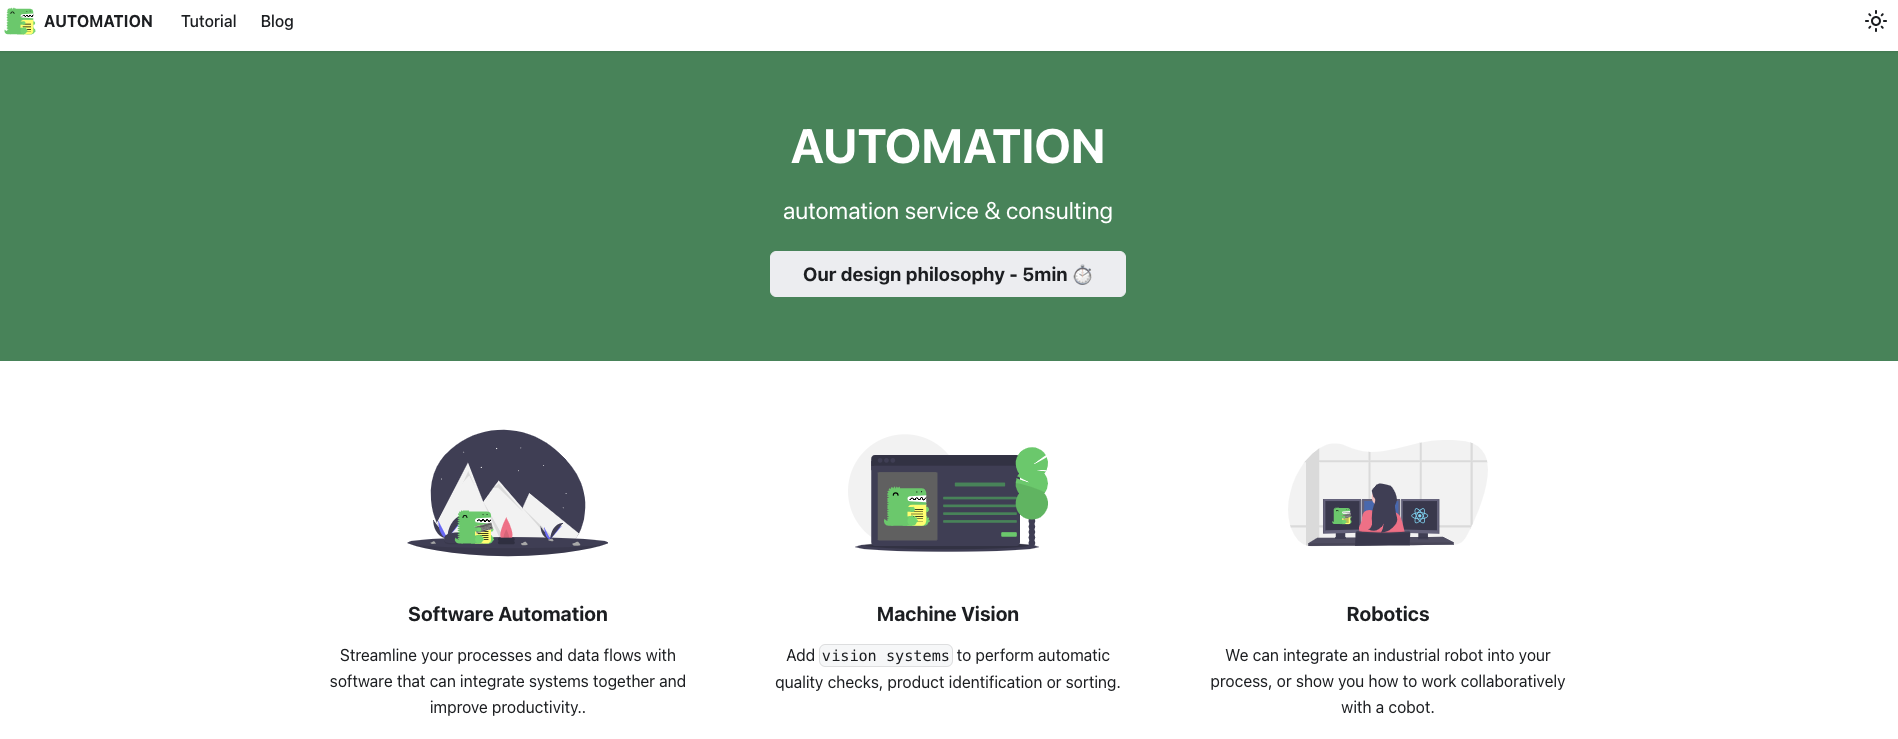 AUTOMATION Tutorial Blog
AUTOMATION
automation service & consulting
Our design philosophy - 5min ⏱️
Software Automation
Streamline your processes and data flows with
software that can integrate systems together and
improve productivity..
Machine Vision
Add vision systems to perform automatic
quality checks, product identification or sorting.
Robotics
We can integrate an industrial robot into your
process, or show you how to work collaboratively
with a cobot.